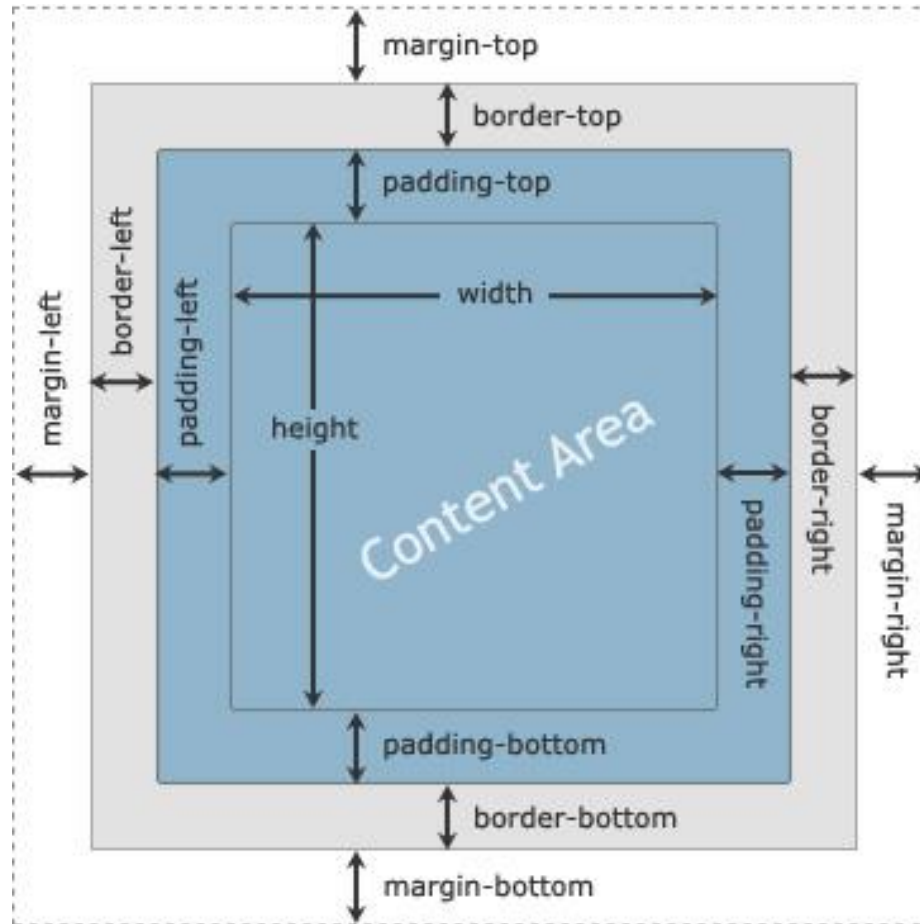 margin-top
border-top
padding-top
width
height
Content Area
margin-left
border-left
padding-left
padding-right
border-right
margin-right
padding-bottom
border-bottom
margin-bottom